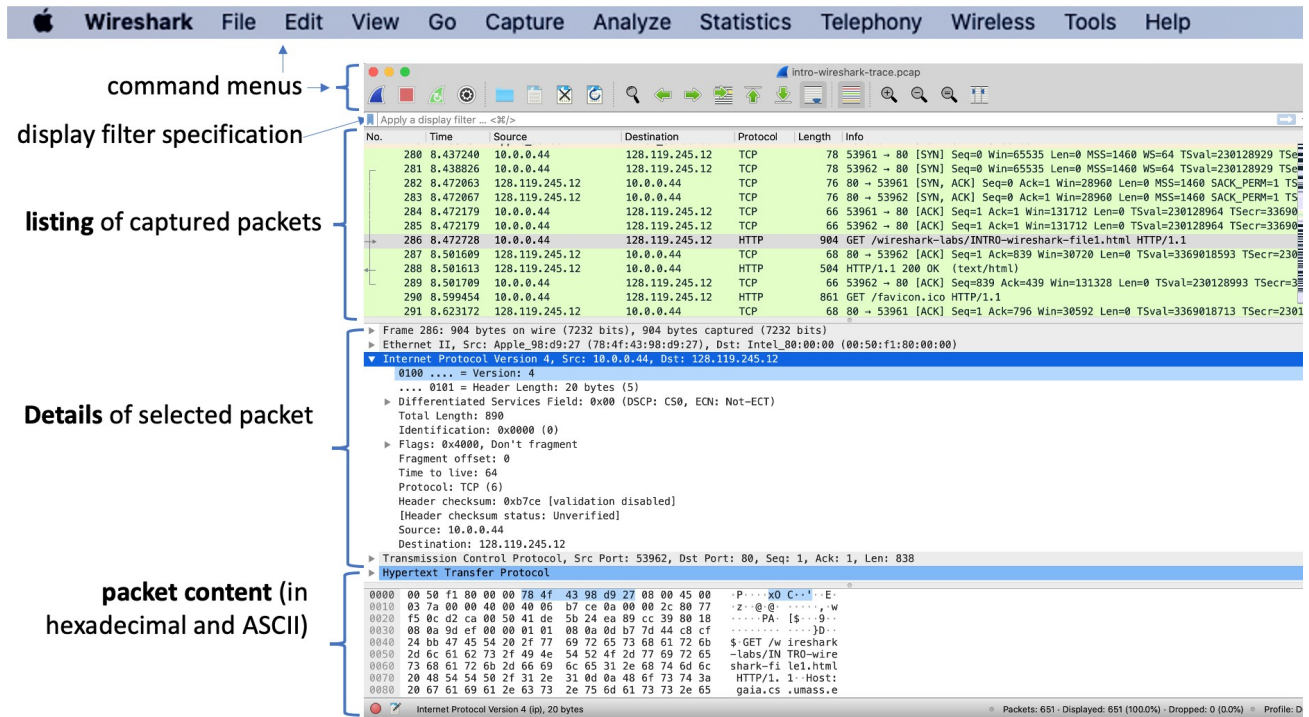 Wireshark File Edit View Go Capture Analyze Statistics Telephony Wireless Tools Help
command menus
intro-wireshark-trace.pcap
display filter specification
Apply a display filter ... <⌘/>
No. Time Source Destination Protocol Length Info
280 8.437240 10.0.0.44 128.119.245.12 TCP 78 53961 → 80 [SYN] Seq=0 Win=65535 Len=0 MSS=1460 WS=64 TSval=230128929 TSe
281 8.438826 10.0.0.44 128.119.245.12 TCP 78 53962 → 80 [SYN] Seq=0 Win=65535 Len=0 MSS=1460 WS=64 TSval=230128929 TSe
282 8.472063 128.119.245.12 10.0.0.44 TCP 76 80 → 53961 [SYN, ACK] Seq=0 Ack=1 Win=28960 Len=0 MSS=1460 SACK_PERM=1 TS
283 8.472067 128.119.245.12 10.0.0.44 TCP 76 80 → 53962 [SYN, ACK] Seq=0 Ack=1 Win=28960 Len=0 MSS=1460 SACK_PERM=1 TS
284 8.472179 10.0.0.44 128.119.245.12 TCP 66 53961 → 80 [ACK] Seq=1 Ack=1 Win=131712 Len=0 TSval=230128964 TSecr=33690
285 8.472179 10.0.0.44 128.119.245.12 TCP 66 53962 → 80 [ACK] Seq=1 Ack=1 Win=131712 Len=0 TSval=230128964 TSecr=33690
286 8.472728 10.0.0.44 128.119.245.12 HTTP 904 GET /wireshark-labs/INTRO-wireshark-file1.html HTTP/1.1
287 8.501609 128.119.245.12 10.0.0.44 TCP 68 80 → 53962 [ACK] Seq=1 Ack=839 Win=30720 Len=0 TSval=3369018593 TSecr=230
288 8.501613 128.119.245.12 10.0.0.44 HTTP 504 HTTP/1.1 200 OK (text/html)
289 8.501709 10.0.0.44 128.119.245.12 TCP 66 53962 → 80 [ACK] Seq=839 Ack=439 Win=131328 Len=0 TSval=230128993 TSecr=3
290 8.599454 10.0.0.44 128.119.245.12 HTTP 861 GET /favicon.ico HTTP/1.1
291 8.623172 128.119.245.12 10.0.0.44 TCP 68 80 → 53961 [ACK] Seq=1 Ack=796 Win=30592 Len=0 TSval=3369018713 TSecr=2301
listing of captured packets
Frame 286: 904 bytes on wire (7232 bits), 904 bytes captured (7232 bits)
Ethernet II, Src: Apple_98:d9:27 (78:4f:43:98:d9:27), Dst: Intel_80:00:00 (00:50:f1:80:00:00)
Internet Protocol Version 4, Src: 10.0.0.44, Dst: 128.119.245.12
0100 .... = Version: 4
.... 0101 = Header Length: 20 bytes (5)
Differentiated Services Field: 0x00 (DSCP: CS0, ECN: Not-ECT)
Total Length: 890
Identification: 0x0000 (0)
Flags: 0x4000, Don't fragment
Fragment offset: 0
Time to live: 64
Protocol: TCP (6)
Header checksum: 0xb7ce [validation disabled]
[Header checksum status: Unverified]
Source: 10.0.0.44
Destination: 128.119.245.12
Transmission Control Protocol, Src Port: 53962, Dst Port: 80, Seq: 1, Ack: 1, Len: 838
Hypertext Transfer Protocol
Details of selected packet
packet content (in
hexadecimal and ASCII)
0000 00 50 f1 80 00 00 78 4f 43 98 d9 27 08 00 45 00 ·P····xO C··'··E·
0010 03 7a 00 00 40 00 40 06 b7 ce 0a 00 00 2c 80 77 ·z··@·@· ·····,·w
0020 f5 0c d2 ca 00 50 41 de 5b 24 ea 89 cc 39 80 18 ·····PA· [$···9··
0030 08 0a 9d ef 00 00 01 01 08 0a 0d b7 7d 44 c8 cf ········ ····}D··
0040 24 bb 47 45 54 20 2f 77 69 72 65 73 68 61 72 6b $·GET /w ireshark
0050 2d 6c 61 62 73 2f 49 4e 54 52 4f 2d 77 69 72 65 -labs/IN TRO-wire
0060 73 68 61 72 6b 2d 66 69 6c 65 31 2e 68 74 6d 6c shark-fi le1.html
0070 20 48 54 54 50 2f 31 2e 31 0d 0a 48 6f 73 74 3a HTTP/1. 1··Host:
0080 20 67 61 69 61 2e 63 73 2e 75 6d 61 73 73 2e 65 gaia.cs .umass.e
Internet Protocol Version 4 (ip), 20 bytes
Packets: 651 · Displayed: 651 (100.0%) · Dropped: 0 (0.0%)
Profile: D